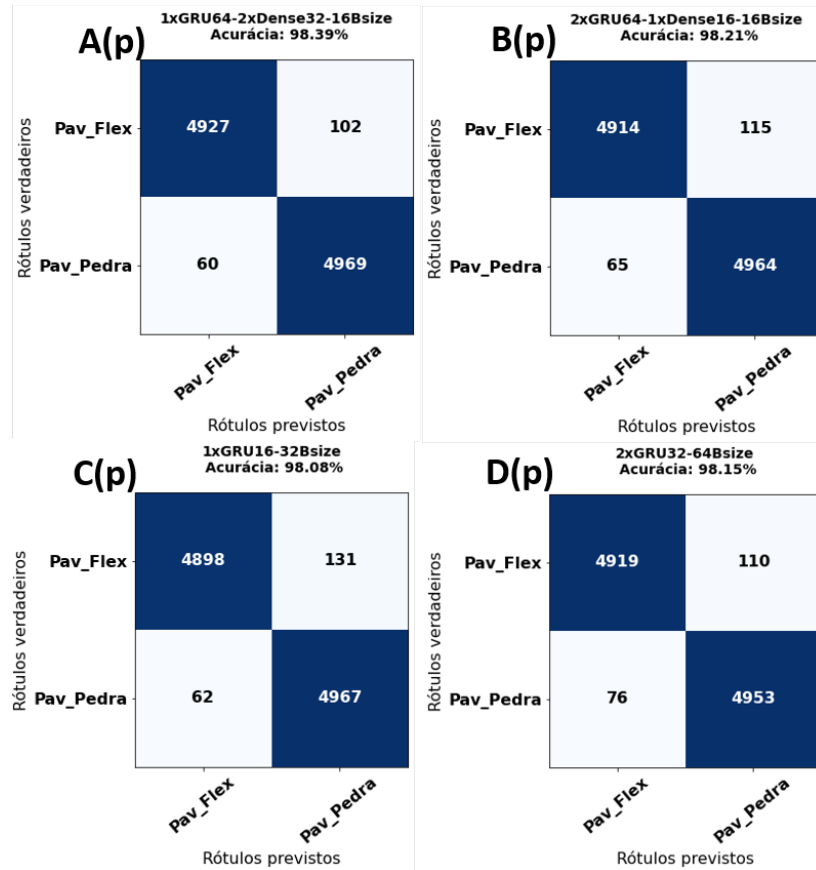 A(p)
1xGRU64-2xDense32-16Bsize
Acurácia: 98.39%
Rótulos verdadeiros
Pav_Flex
4927
102
Pav_Pedra
60
4969
Pav_Flex
Pav_Pedra
Rótulos previstos
B(p)
2xGRU64-1xDense16-16Bsize
Acurácia: 98.21%
Rótulos verdadeiros
Pav_Flex
4914
115
Pav_Pedra
65
4964
Pav_Flex
Pav_Pedra
Rótulos previstos
C(p)
1xGRU16-32Bsize
Acurácia: 98.08%
Rótulos verdadeiros
Pav_Flex
4898
131
Pav_Pedra
62
4967
Pav_Flex
Pav_Pedra
Rótulos previstos
D(p)
2xGRU32-64Bsize
Acurácia: 98.15%
Rótulos verdadeiros
Pav_Flex
4919
110
Pav_Pedra
76
4953
Pav_Flex
Pav_Pedra
Rótulos previstos